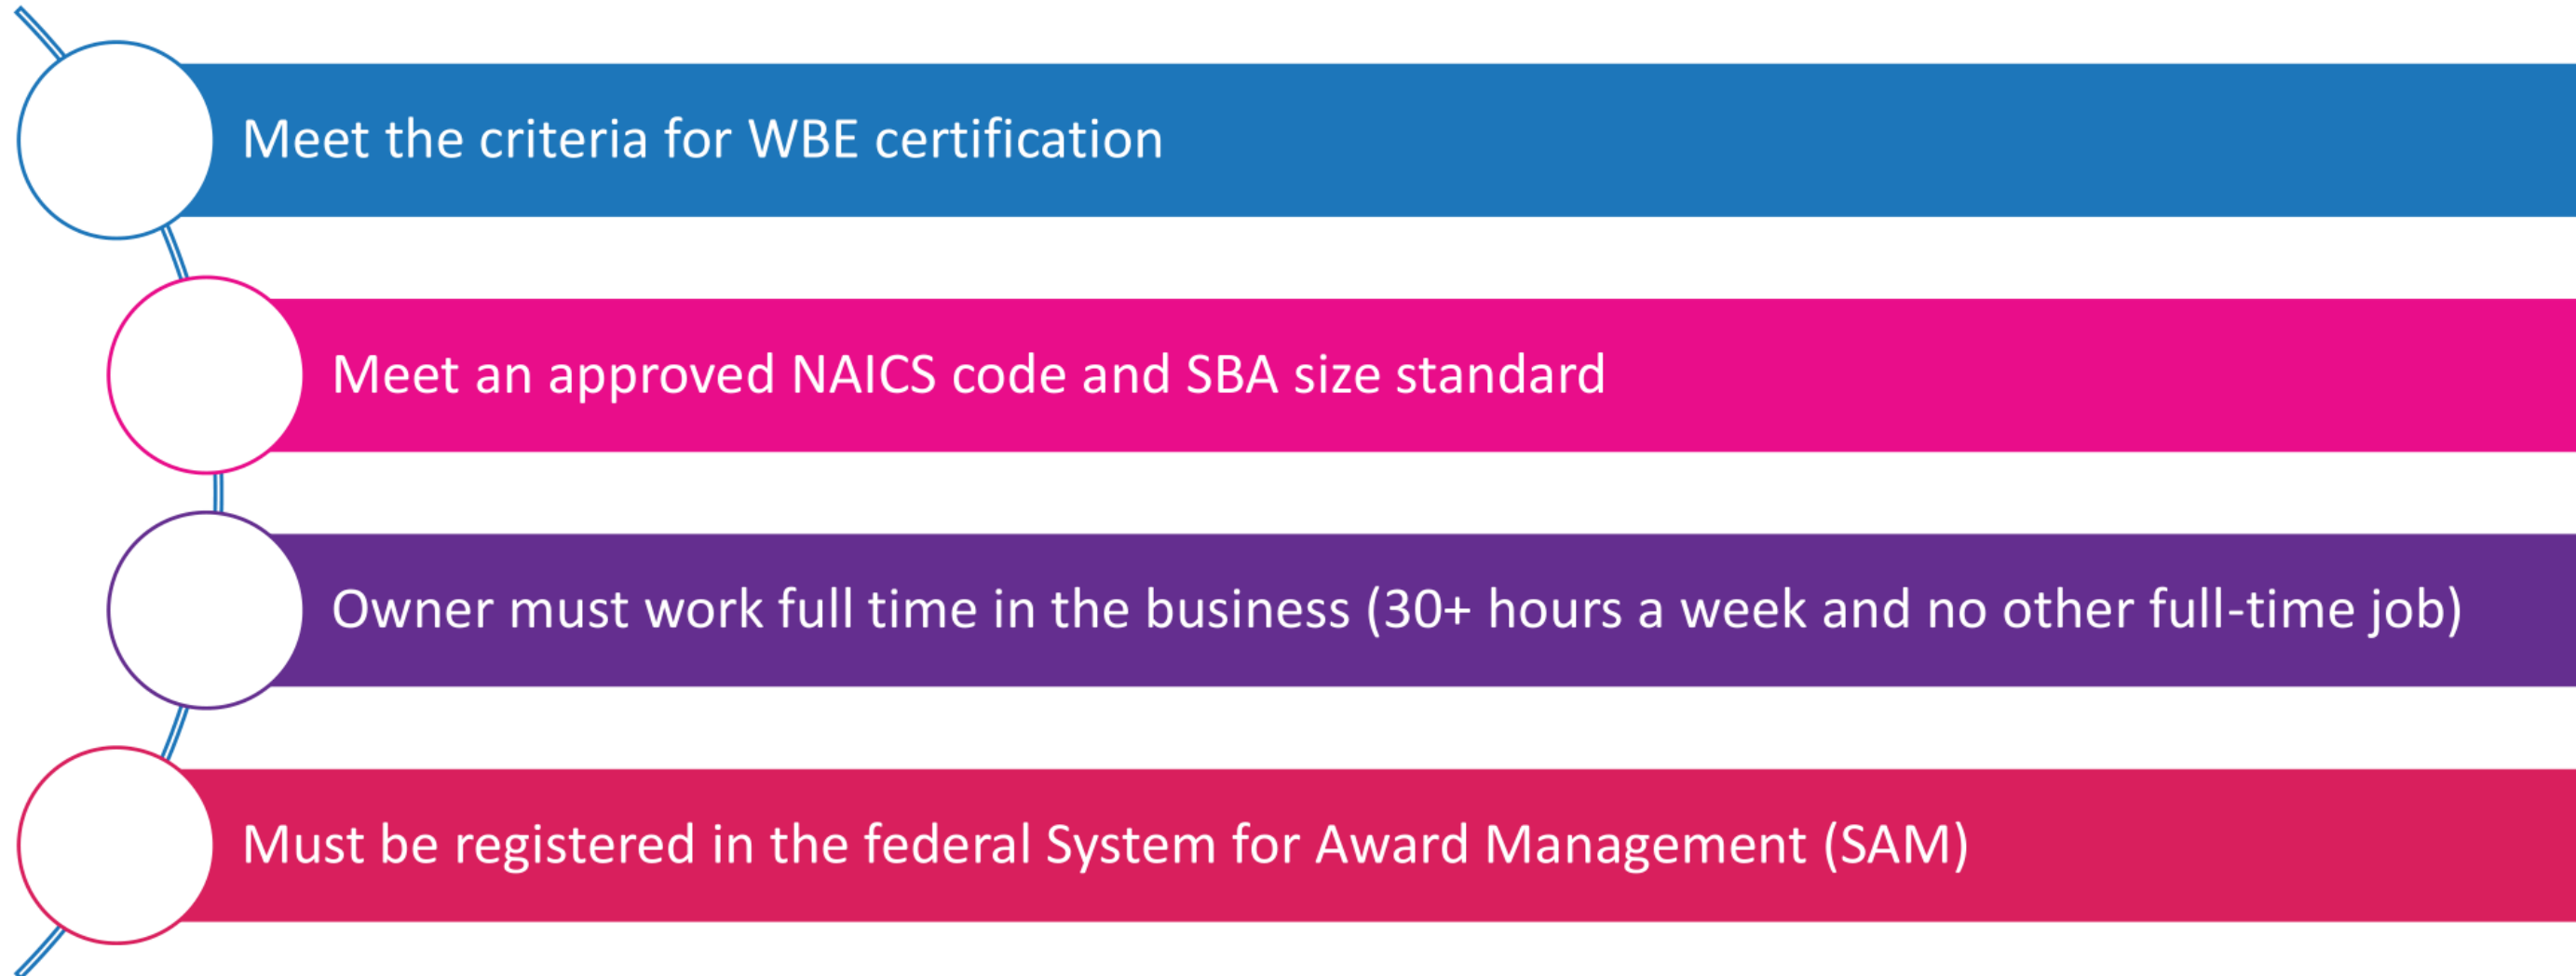 Meet the criteria for WBE certification
Meet an approved NAICS code and SBA size standard
Owner must work full time in the business (30+ hours a week and no other full-time job)
Must be registered in the federal System for Award Management (SAM)